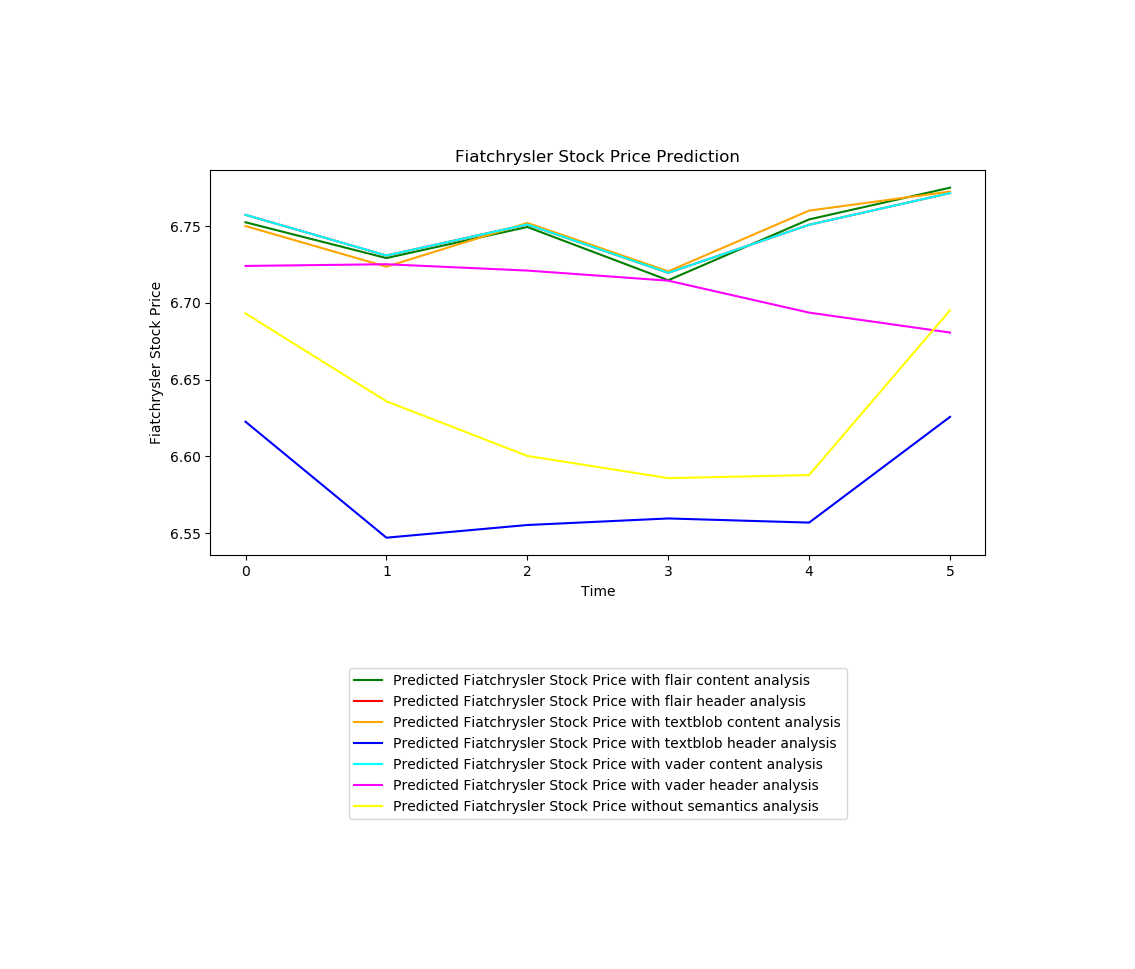 Fiatchrysler Stock Price Prediction
6.75
6.70
6.65
6.60
6.55
Fiatchrysler Stock Price
0 1 2 3 4 5
Time
Predicted Fiatchrysler Stock Price with flair content analysis
Predicted Fiatchrysler Stock Price with flair header analysis
Predicted Fiatchrysler Stock Price with textblob content analysis
Predicted Fiatchrysler Stock Price with textblob header analysis
Predicted Fiatchrysler Stock Price with vader content analysis
Predicted Fiatchrysler Stock Price with vader header analysis
Predicted Fiatchrysler Stock Price without semantics analysis